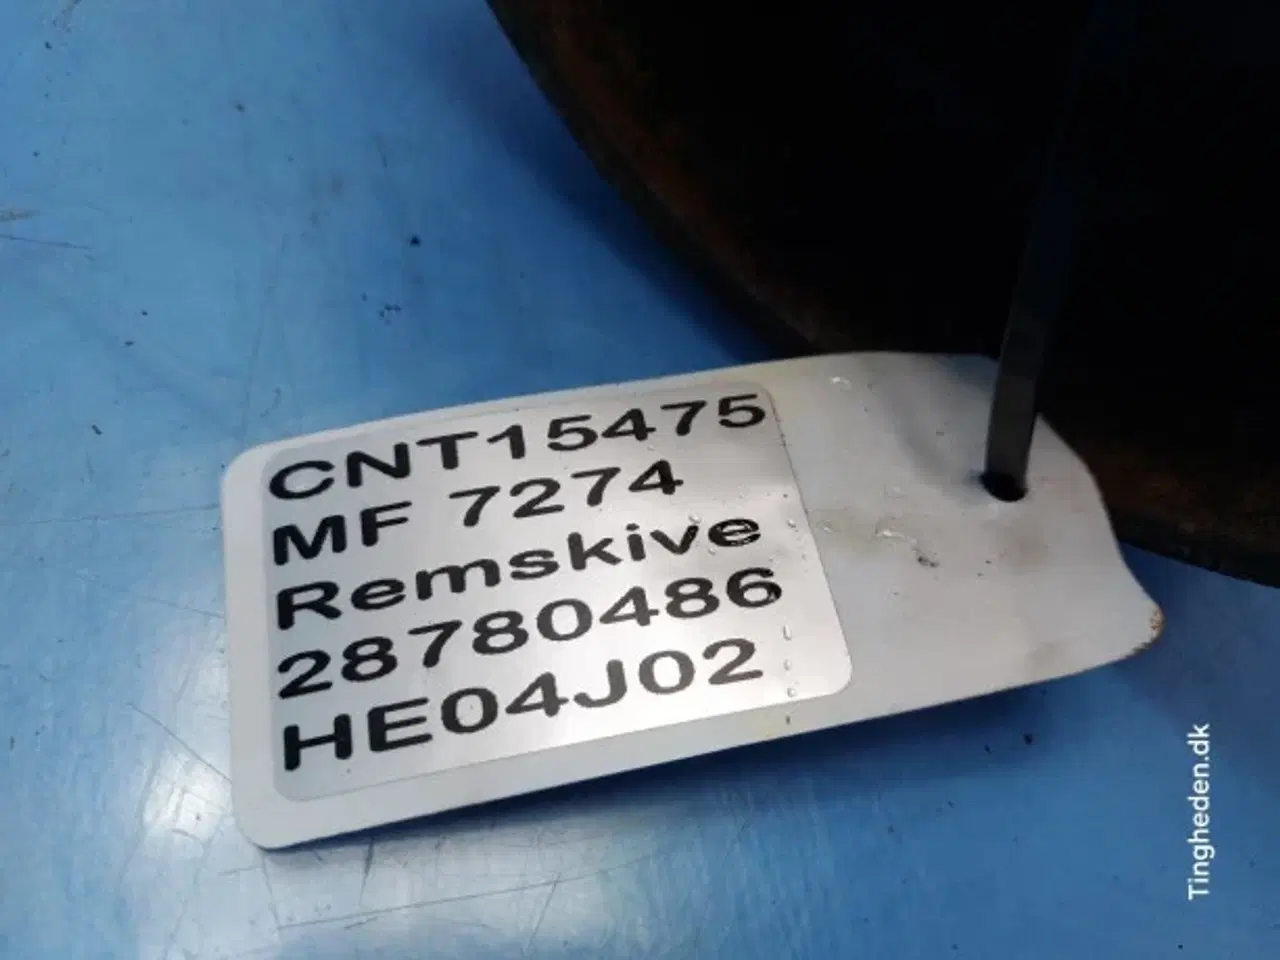 CNT15475
MF 7274
Remskive
28780486
HE04J02
Tingheden.dk